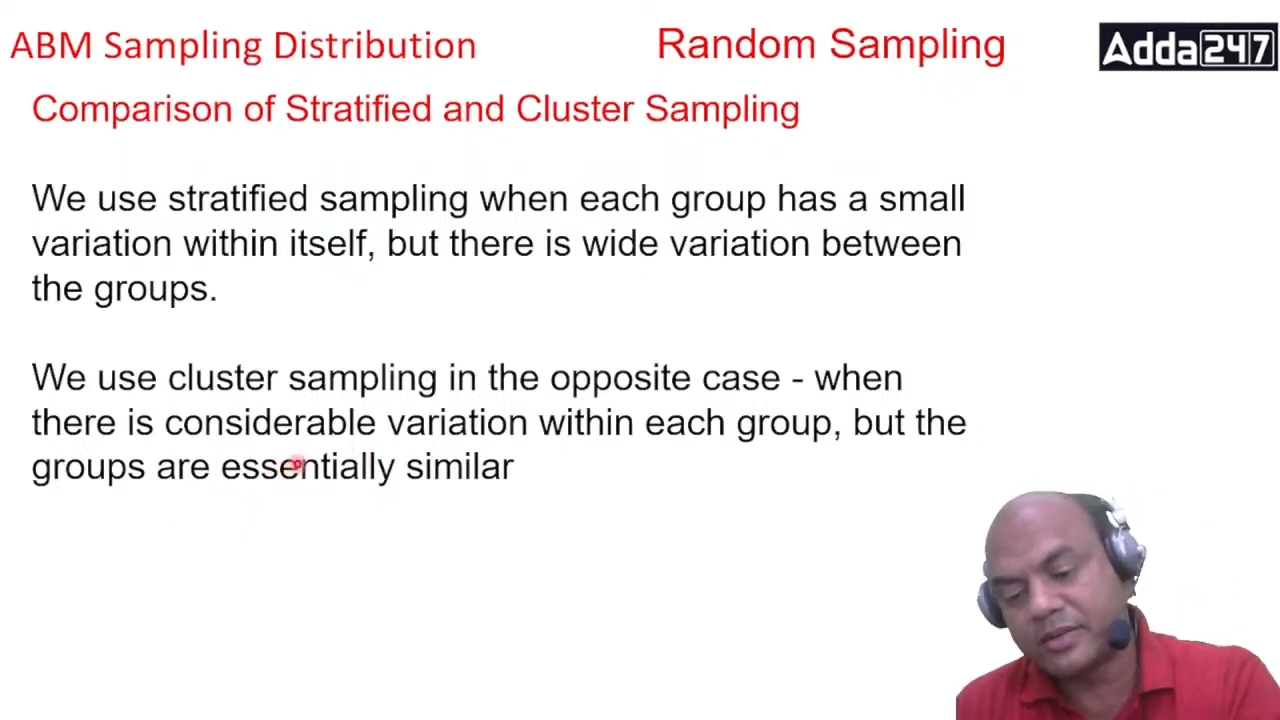 ABM Sampling Distribution
Random Sampling
Adda247
Comparison of Stratified and Cluster Sampling
We use stratified sampling when each group has a small
variation within itself, but there is wide variation between
the groups.
We use cluster sampling in the opposite case - when
there is considerable variation within each group, but the
groups are essentially similar